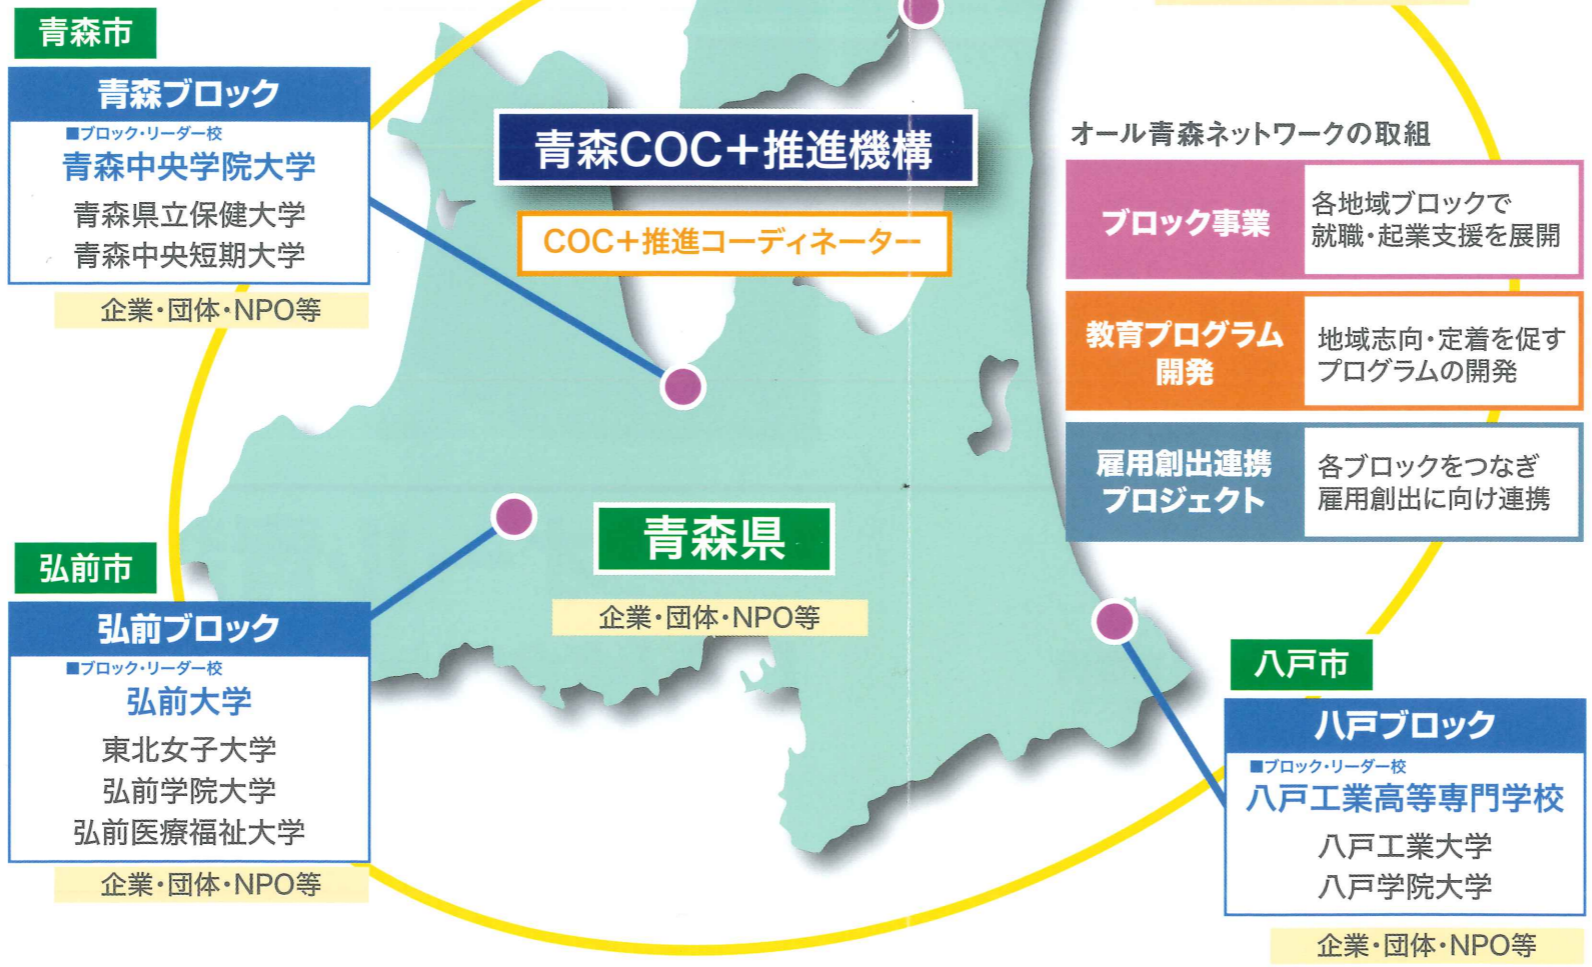 青森市
青森ブロック
■ブロック・リーダー校
青森中央学院大学
青森県立保健大学
青森中央短期大学
企業・団体・NPO等
青森COC＋推進機構
COC＋推進コーディネーター
オール青森ネットワークの取組
ブロック事業
各地域ブロックで
就職・起業支援を展開
教育プログラム
開発
地域志向・定着を促す
プログラムの開発
雇用創出連携
プロジェクト
各ブロックをつなぎ
雇用創出に向け連携
青森県
企業・団体・NPO等
弘前市
弘前ブロック
■ブロック・リーダー校
弘前大学
東北女子大学
弘前学院大学
弘前医療福祉大学
企業・団体・NPO等
八戸市
八戸ブロック
■ブロック・リーダー校
八戸工業高等専門学校
八戸工業大学
八戸学院大学
企業・団体・NPO等